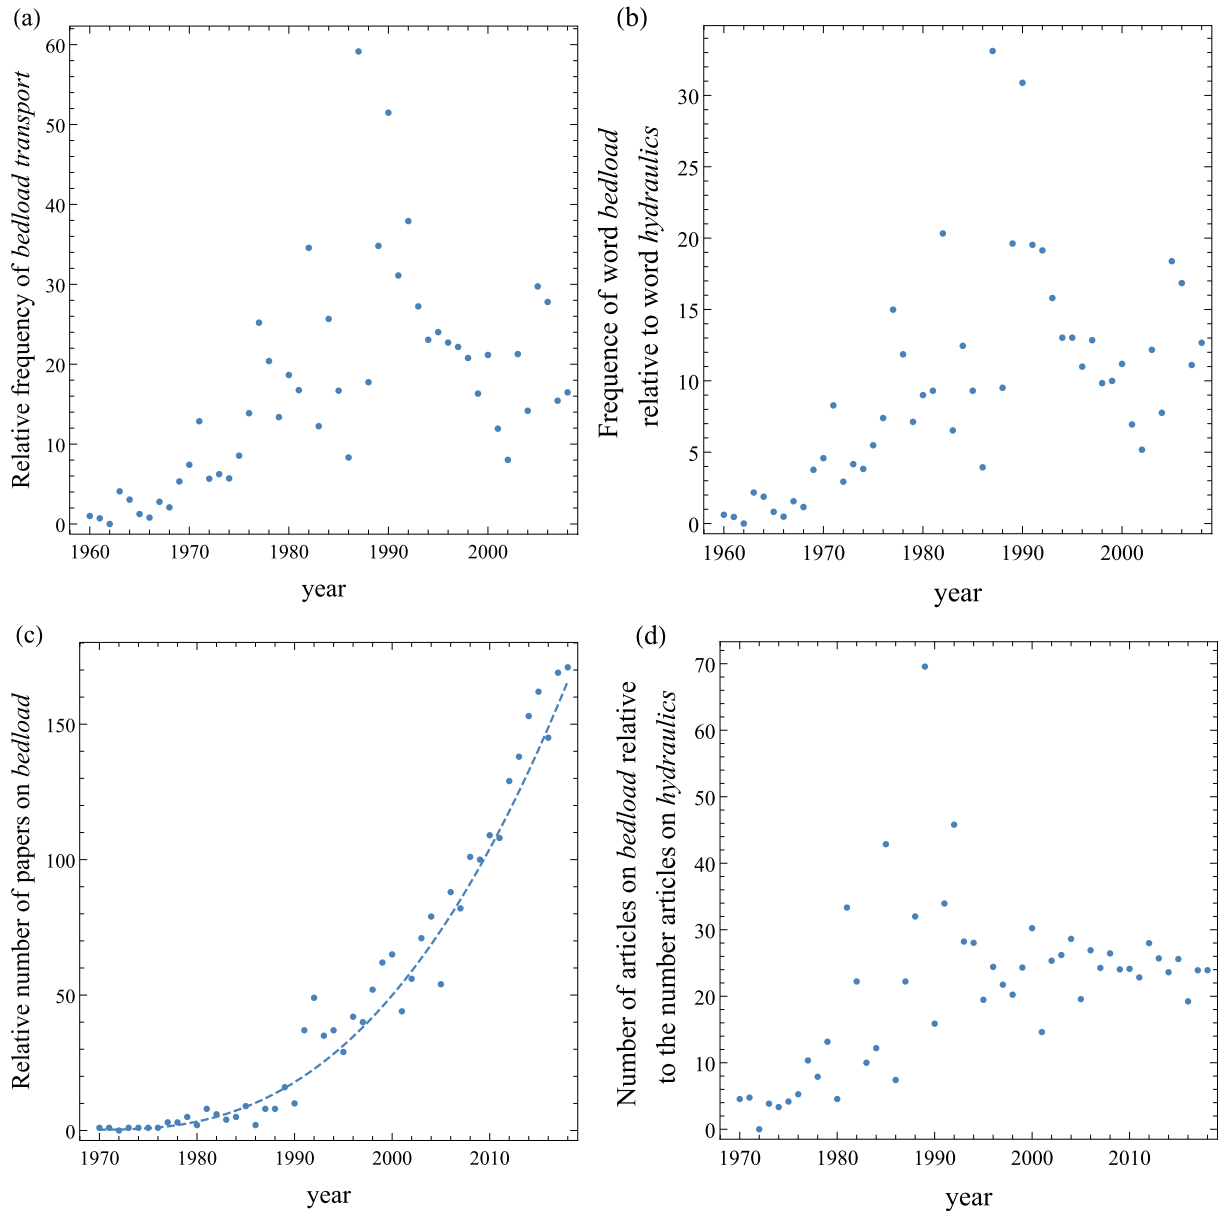 (a)
60
50
40
30
20
10
0
Relative frequency of bedload transport
1960 1970 1980 1990 2000
year
(b)
30
25
20
15
10
5
0
Frequence of word bedload
relative to word hydraulics
1960 1970 1980 1990 2000
year
(c)
150
100
50
0
Relative number of papers on bedload
1970 1980 1990 2000 2010
year
(d)
70
60
50
40
30
20
10
0
Number of articles on bedload relative
to the number articles on hydraulics
1970 1980 1990 2000 2010
year